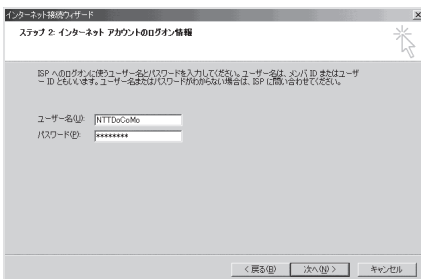 インターネット接続ウィザード
ステップ 2: インターネット アカウントのログオン情報
ISP へのログオンに使うユーザー名とパスワードを入力してください。ユーザー名は、メンバ ID またはユーザ
ー ID ともいいます。ユーザー名またはパスワードがわからない場合は、ISP に問い合わせてください。
ユーザー名(U): NTTDoCoMo
パスワード(P): ********
< 戻る(B) 次へ(N) > キャンセル